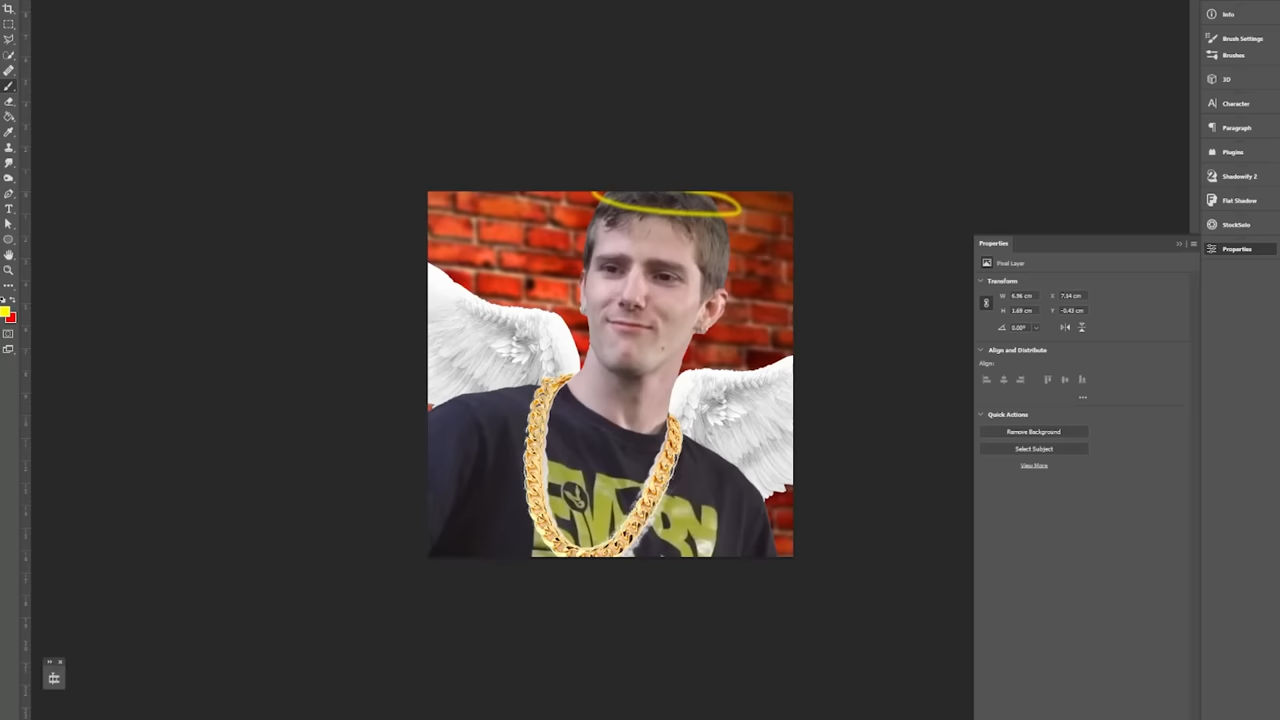 Info
Brush Settings
Brushes
3D
Character
Paragraph
Plugins
Shadowify 2
Flat Shadow
Properties
Properties
Pixel Layer
Transform
W 6.96 cm X 7.14 cm
H 1.69 cm Y -0.43 cm
0.00°
Align and Distribute
Align:
Quick Actions
Remove Background
Select Subject
View More